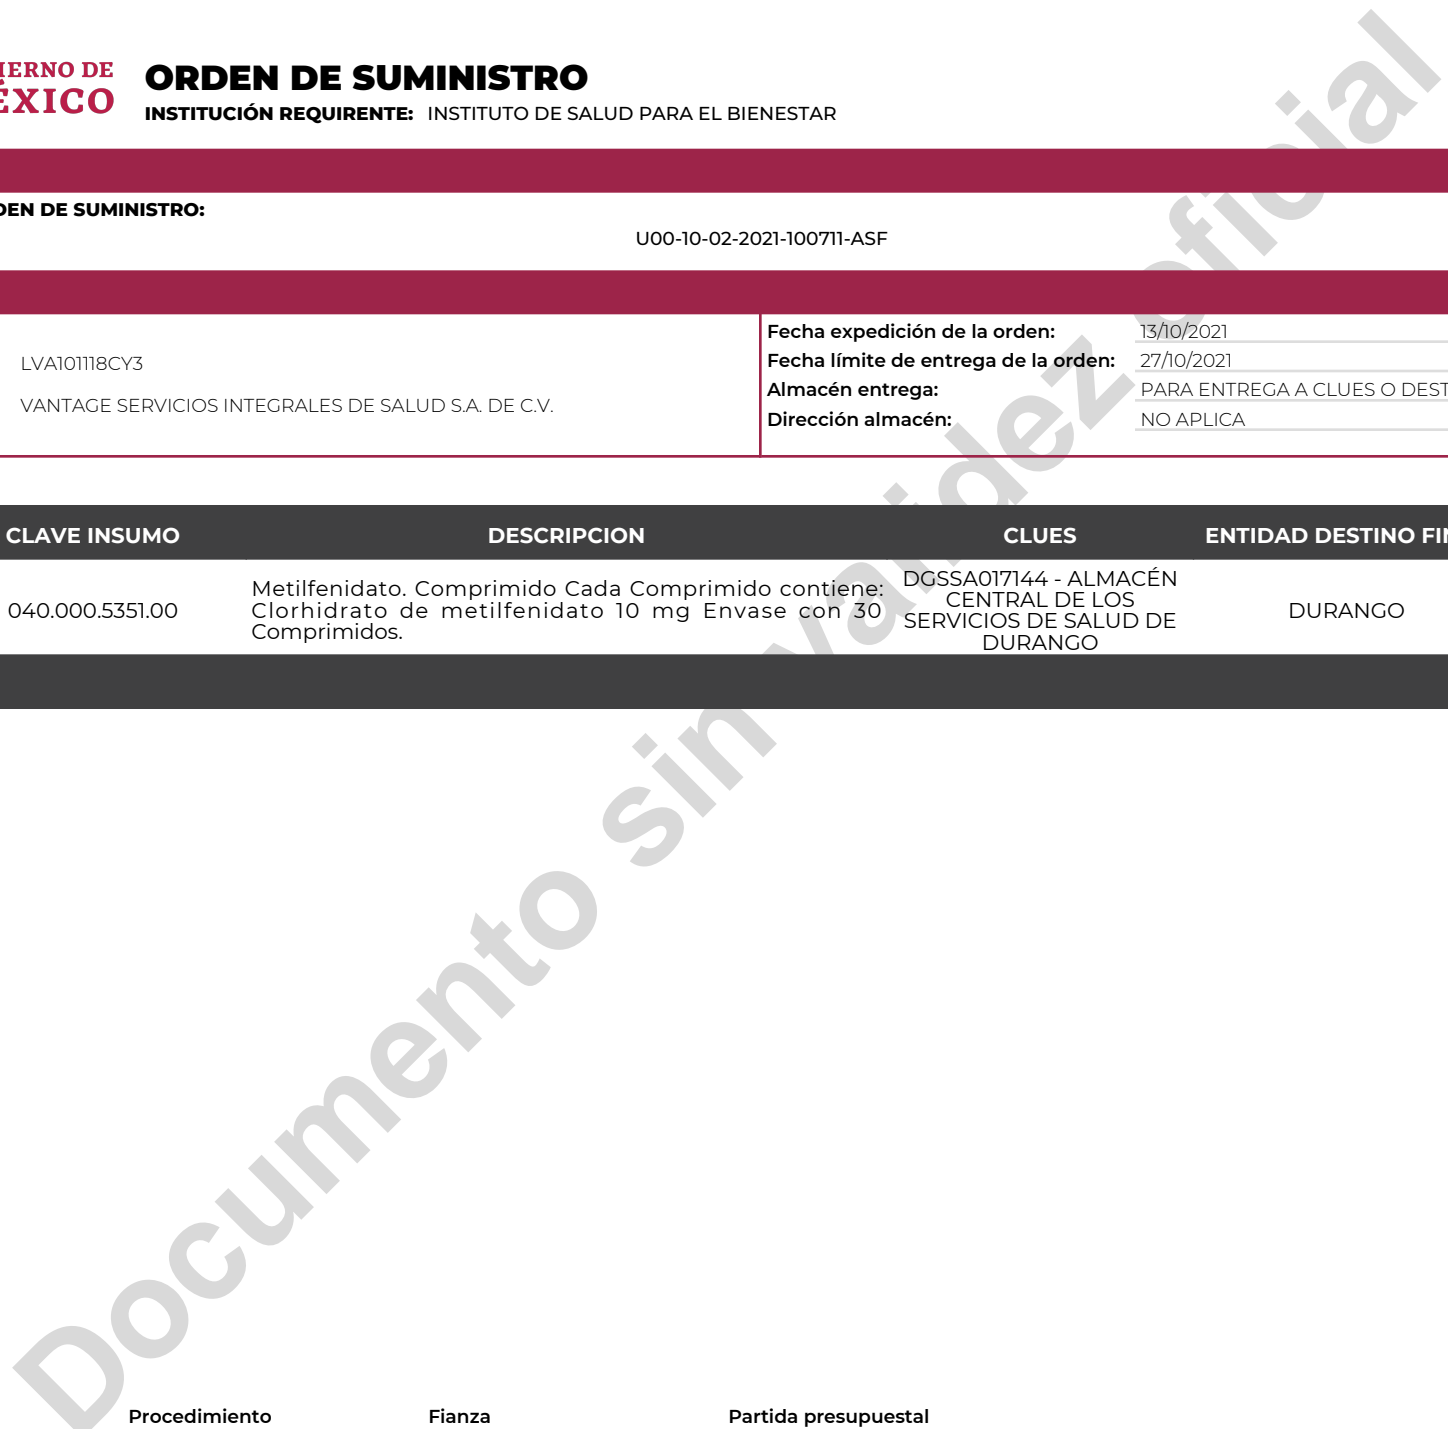 IERNO DE
ÉXICO
ORDEN DE SUMINISTRO
INSTITUCIÓN REQUIRENTE: INSTITUTO DE SALUD PARA EL BIENESTAR
DEN DE SUMINISTRO:
U00-10-02-2021-100711-ASF
LVA101118CY3
VANTAGE SERVICIOS INTEGRALES DE SALUD S.A. DE C.V.
Fecha expedición de la orden: 13/10/2021
Fecha límite de entrega de la orden: 27/10/2021
Almacén entrega: PARA ENTREGA A CLUES O DEST
Dirección almacén: NO APLICA
CLAVE INSUMO DESCRIPCION CLUES ENTIDAD DESTINO FIN
040.000.5351.00
Metilfenidato. Comprimido Cada Comprimido contiene:
Clorhidrato de metilfenidato 10 mg Envase con 30
Comprimidos.
DGSSA017144 - ALMACÉN
CENTRAL DE LOS
SERVICIOS DE SALUD DE
DURANGO
DURANGO
Documento sin validez oficial
Procedimiento Fianza Partida presupuestal